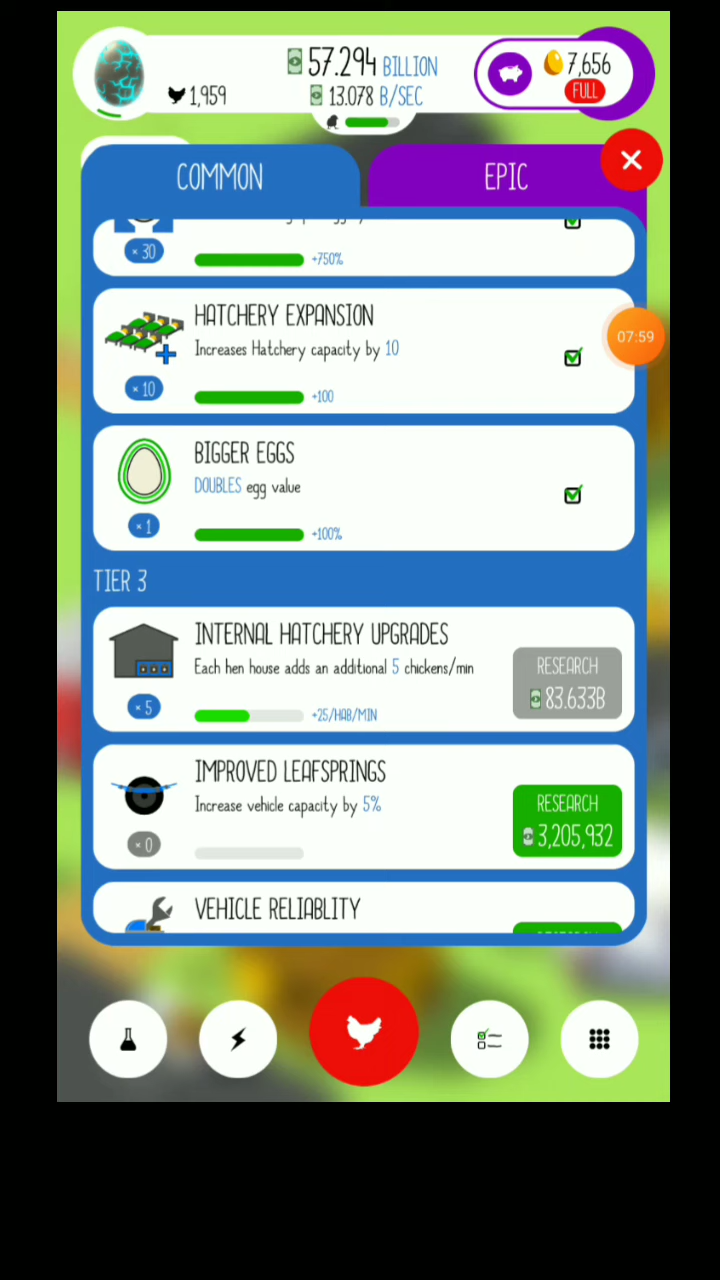 57.294 BILLION
7,656
1,959
13.078 B/SEC
FULL
COMMON
EPIC
× 30
+750%
HATCHERY EXPANSION
Increases Hatchery capacity by 10
07:59
× 10
+100
BIGGER EGGS
DOUBLES egg value
× 1
+100%
TIER 3
INTERNAL HATCHERY UPGRADES
Each hen house adds an additional 5 chickens/min
RESEARCH
83.633B
× 5
+25/HAB/MIN
IMPROVED LEAFSPRINGS
Increase vehicle capacity by 5%
RESEARCH
3,205,932
× 0
VEHICLE RELIABLITY